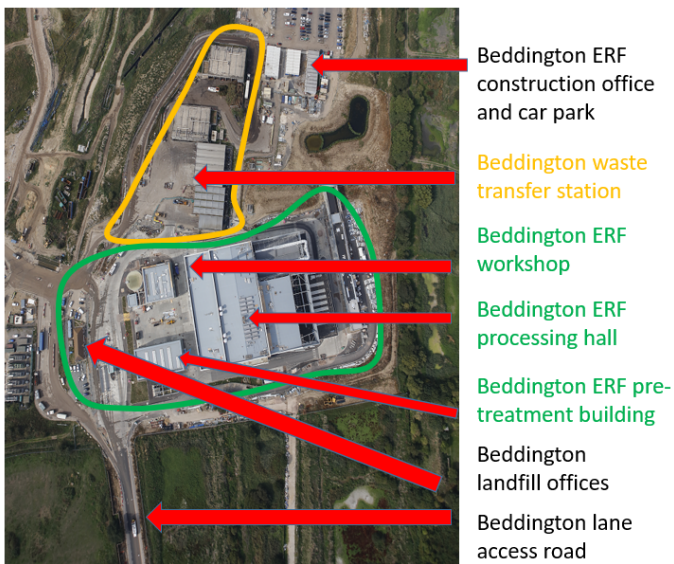 Beddington ERF
construction office
and car park
Beddington waste
transfer station
Beddington ERF
workshop
Beddington ERF
processing hall
Beddington ERF pre-
treatment building
Beddington
landfill offices
Beddington lane
access road